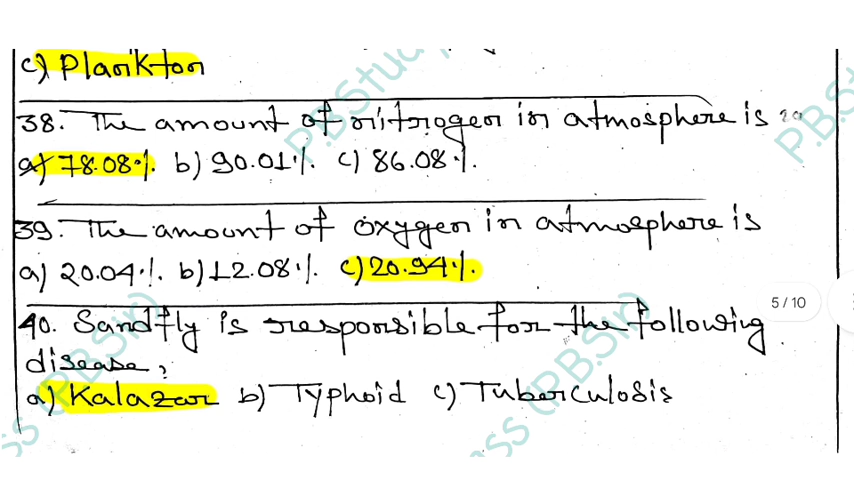 c) Plankton
38. The amount of nitrogen in atmosphere is
a) 78.08%. b) 90.01%. c) 86.08%.
39. The amount of oxygen in atmosphere is
a) 20.04%. b) 12.08%. c) 20.94%.
5/10
40. Sandfly is responsible for the following
disease,
a) Kalazar b) Typhoid c) Tuberculosis